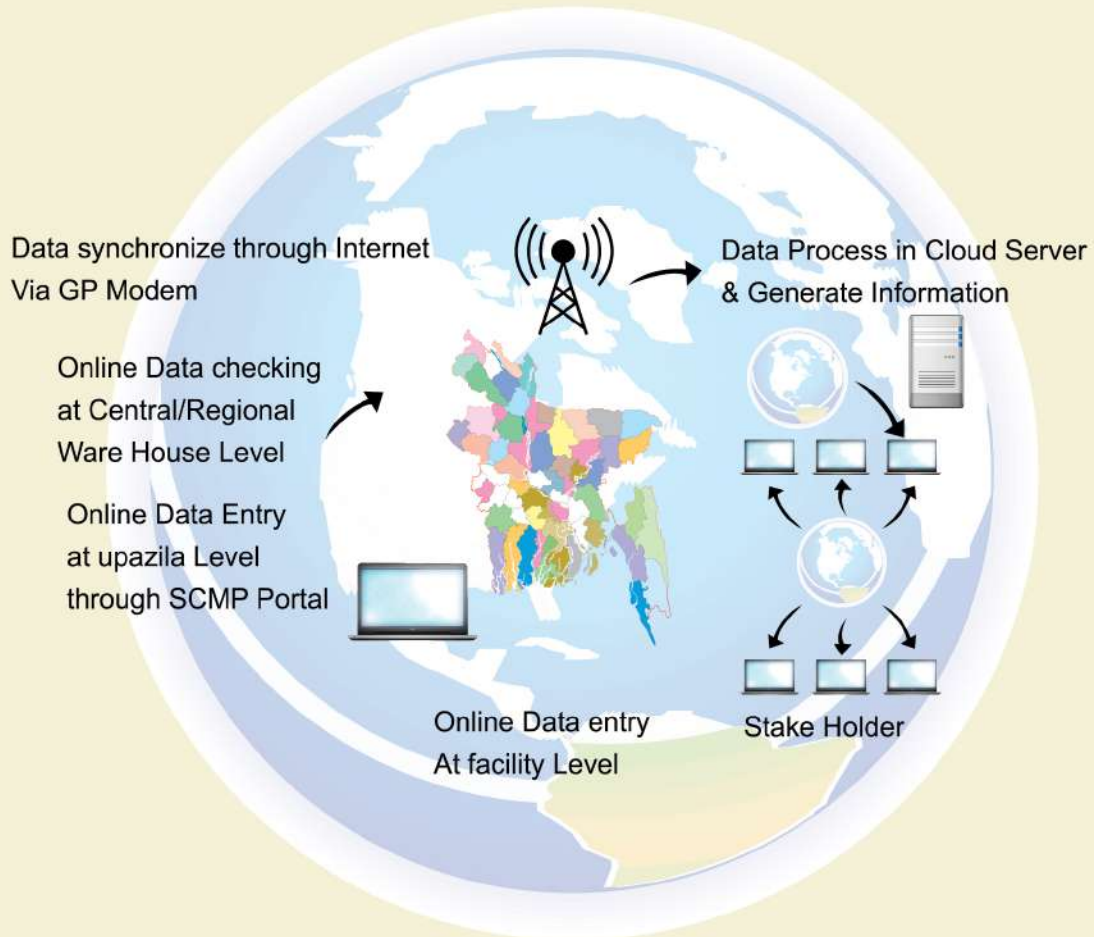 Data synchronize through Internet
Via GP Modem
Data Process in Cloud Server
& Generate Information
Online Data checking
at Central/Regional
Ware House Level
Online Data Entry
at upazila Level
through SCMP Portal
Online Data entry
At facility Level
Stake Holder